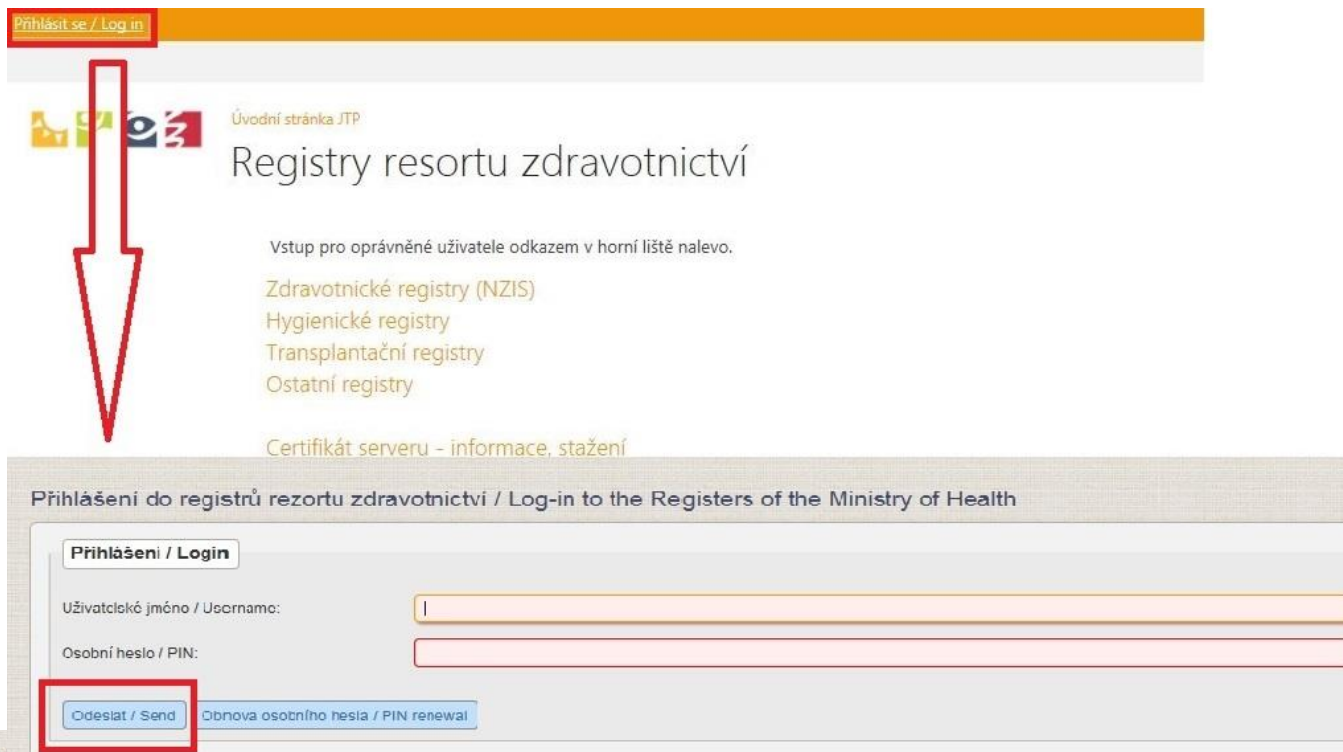 Přihlásit se / Log in
Úvodní stránka JTP
Registry resortu zdravotnictví
Vstup pro oprávněné uživatele odkazem v horní liště nalevo.
Zdravotnické registry (NZIS)
Hygienické registry
Transplantační registry
Ostatní registry
Certifikát serveru - informace, stažení
Přihlášení do registrů rezortu zdravotnictví / Log-in to the Registers of the Ministry of Health
Přihlášení / Login
Uživatelské jméno / Username:
Osobní heslo / PIN:
Odeslat / Send Obnova osobního hesla / PIN renewal